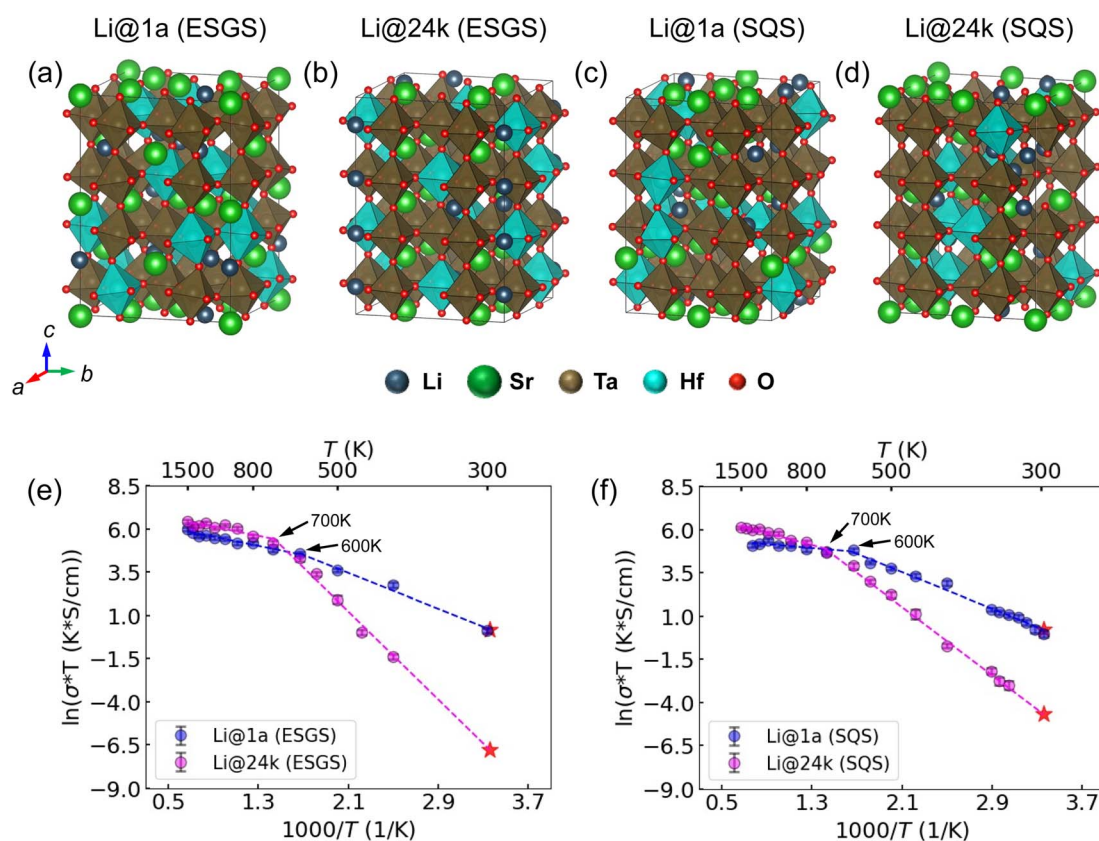 Li@1a (ESGS) Li@24k (ESGS) Li@1a (SQS) Li@24k (SQS)
(a) (b) (c) (d)
c
a b
Li Sr Ta Hf O
(e)
T (K)
1500 800 500 300
8.5
6.0
3.5
1.0
−1.5
−4.0
−6.5
−9.0
ln(σ*T (K*S/cm))
700K
600K
Li@1a (ESGS)
Li@24k (ESGS)
0.5 1.3 2.1 2.9 3.7
1000/T (1/K)
(f)
T (K)
1500 800 500 300
8.5
6.0
3.5
1.0
−1.5
−4.0
−6.5
−9.0
ln(σ*T (K*S/cm))
700K
600K
Li@1a (SQS)
Li@24k (SQS)
0.5 1.3 2.1 2.9 3.7
1000/T (1/K)